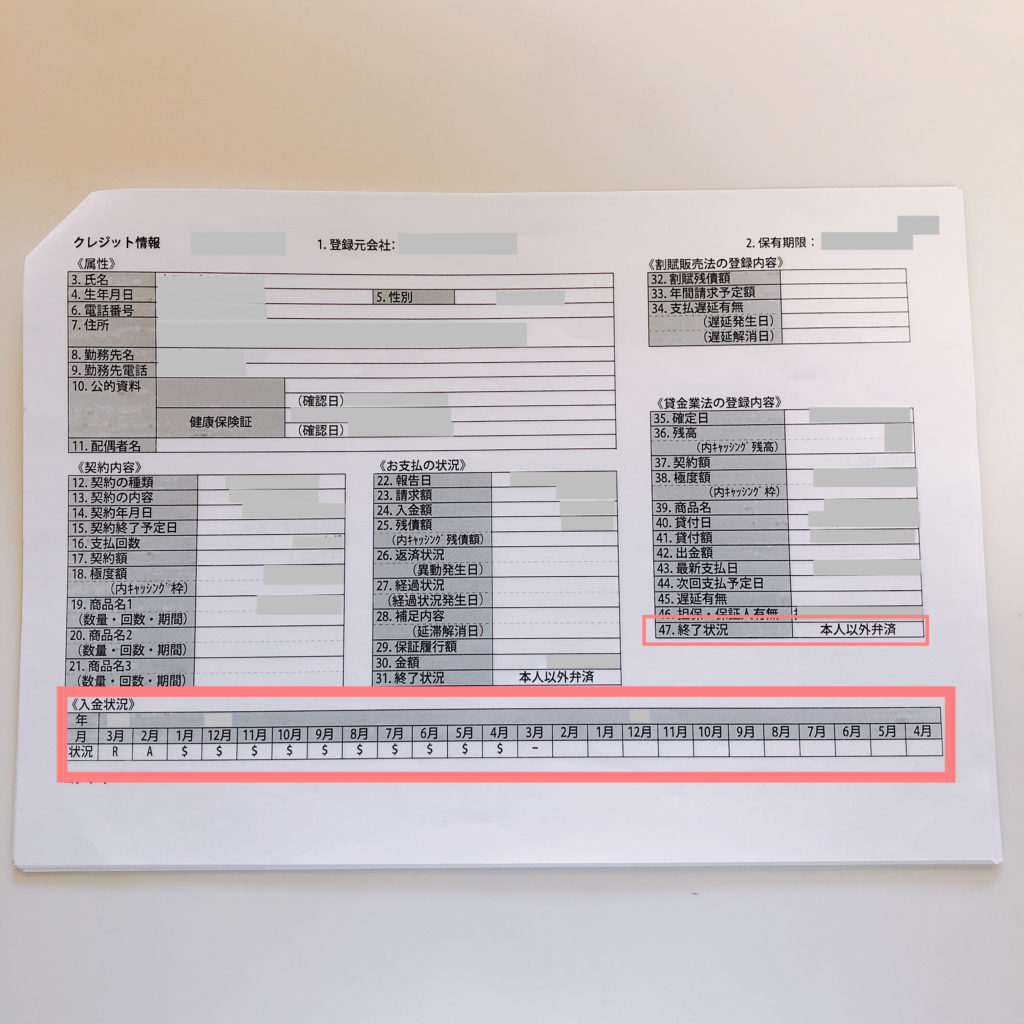 クレジット情報 1. 登録元会社: 2. 保有期限：
《属性》
3. 氏名
4. 生年月日 5. 性別
6. 電話番号
7. 住所
8. 勤務先名
9. 勤務先電話
10. 公的資料
(確認日)
健康保険証
(確認日)
11. 配偶者名
《割賦販売法の登録内容》
32. 割賦残債額
33. 年間請求予定額
34. 支払遅延有無
(遅延発生日)
(遅延解消日)
《契約内容》
12. 契約の種類
13. 契約の内容
14. 契約年月日
15. 契約終了予定日
16. 支払回数
17. 契約額
18. 極度額
(内ｷｬｯｼﾝｸﾞ枠)
19. 商品名1
(数量・回数・期間)
20. 商品名2
(数量・回数・期間)
21. 商品名3
(数量・回数・期間)
《お支払の状況》
22. 報告日
23. 請求額
24. 入金額
25. 残債額
(内ｷｬｯｼﾝｸﾞ残債額)
26. 返済状況
(異動発生日)
27. 経過状況
(経過状況発生日)
28. 補足内容
(延滞解消日)
29. 保証履行額
30. 金額
31. 終了状況 本人以外弁済
《貸金業法の登録内容》
35. 確定日
36. 残高
(内ｷｬｯｼﾝｸﾞ残高)
37. 契約額
38. 極度額
(内ｷｬｯｼﾝｸﾞ枠)
39. 商品名
40. 貸付日
41. 貸付額
42. 出金額
43. 最新支払日
44. 次回支払予定日
45. 遅延有無
46. 担保・保証人有無
47. 終了状況 本人以外弁済
《入金状況》
年
月 3月 2月 1月 12月 11月 10月 9月 8月 7月 6月 5月 4月 3月 2月 1月 12月 11月 10月 9月 8月 7月 6月 5月 4月
状況 R A $ $ $ $ $ $ $ $ $ $ −